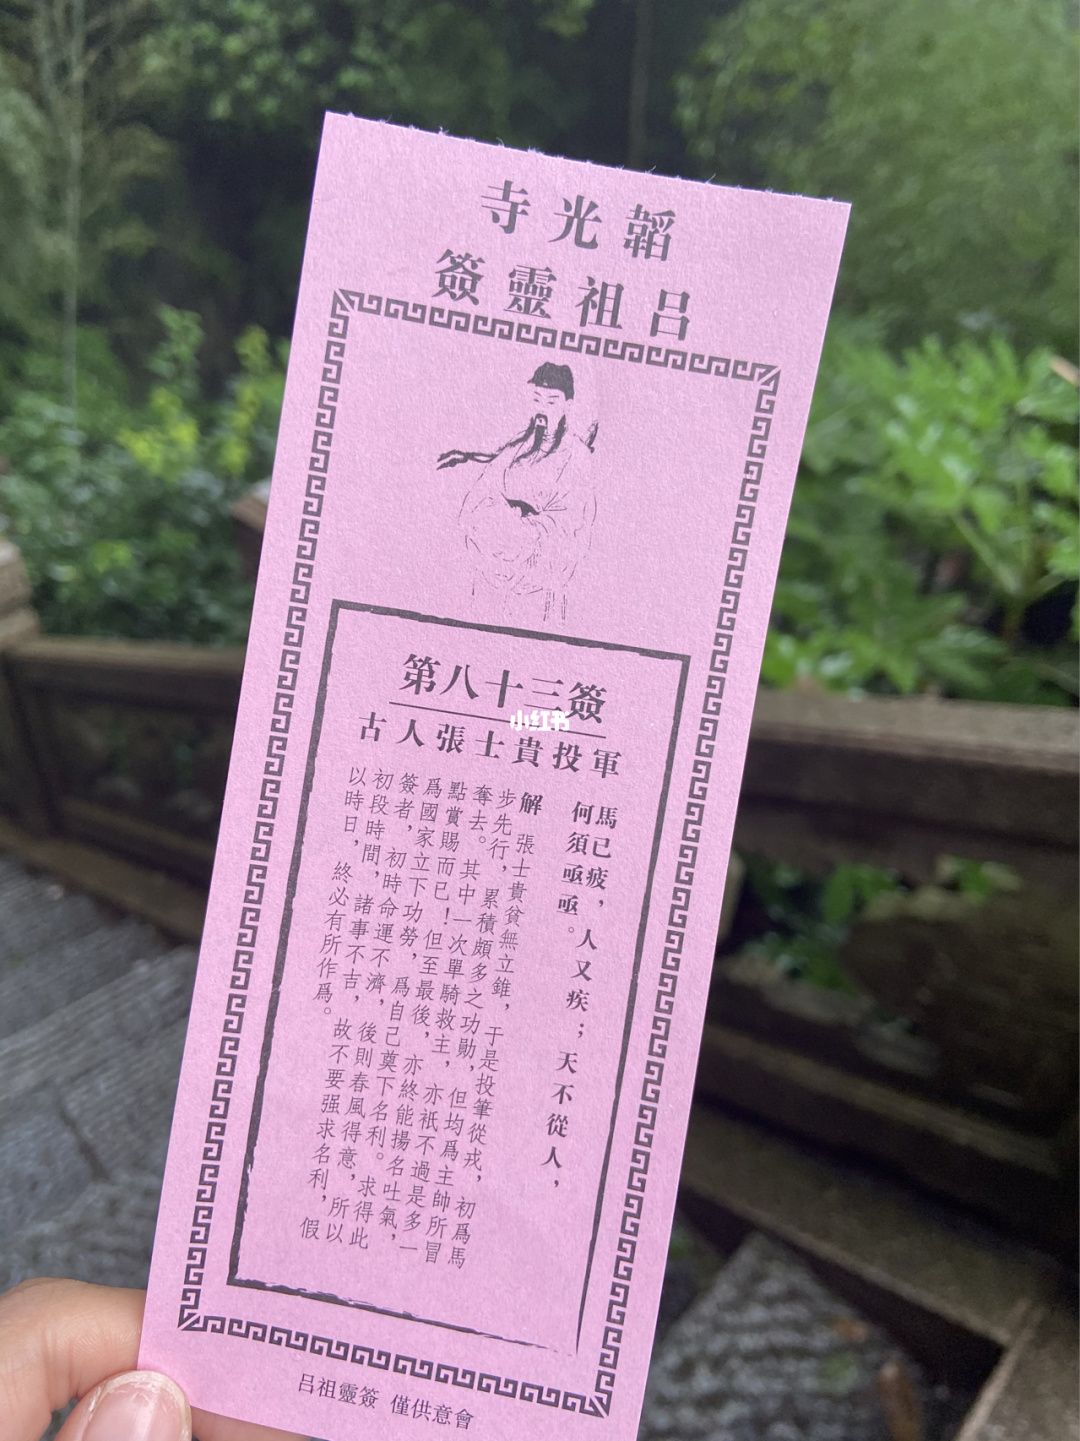 韜光寺
吕祖靈簽
第八十三簽
小红书
古人張士貴投軍
馬已疲，人又疾；天不從人，
何須亟亟。
解 張士貴貧無立錐，于是投筆從戎，初爲馬
步先行，累積頗多之功勛，但均爲主帥所冒
奪去。其中一次單騎救主，亦衹不過是多一
點賞賜而已！但至最後，亦終能揚名吐氣，
爲國家立下功勞，爲自己奠下名利。求得此
簽者，初時命運不濟，後則春風得意，所以
初段時間，諸事不吉，故不要强求名利，假
以時日，終必有所作爲。
吕祖靈簽 僅供意會